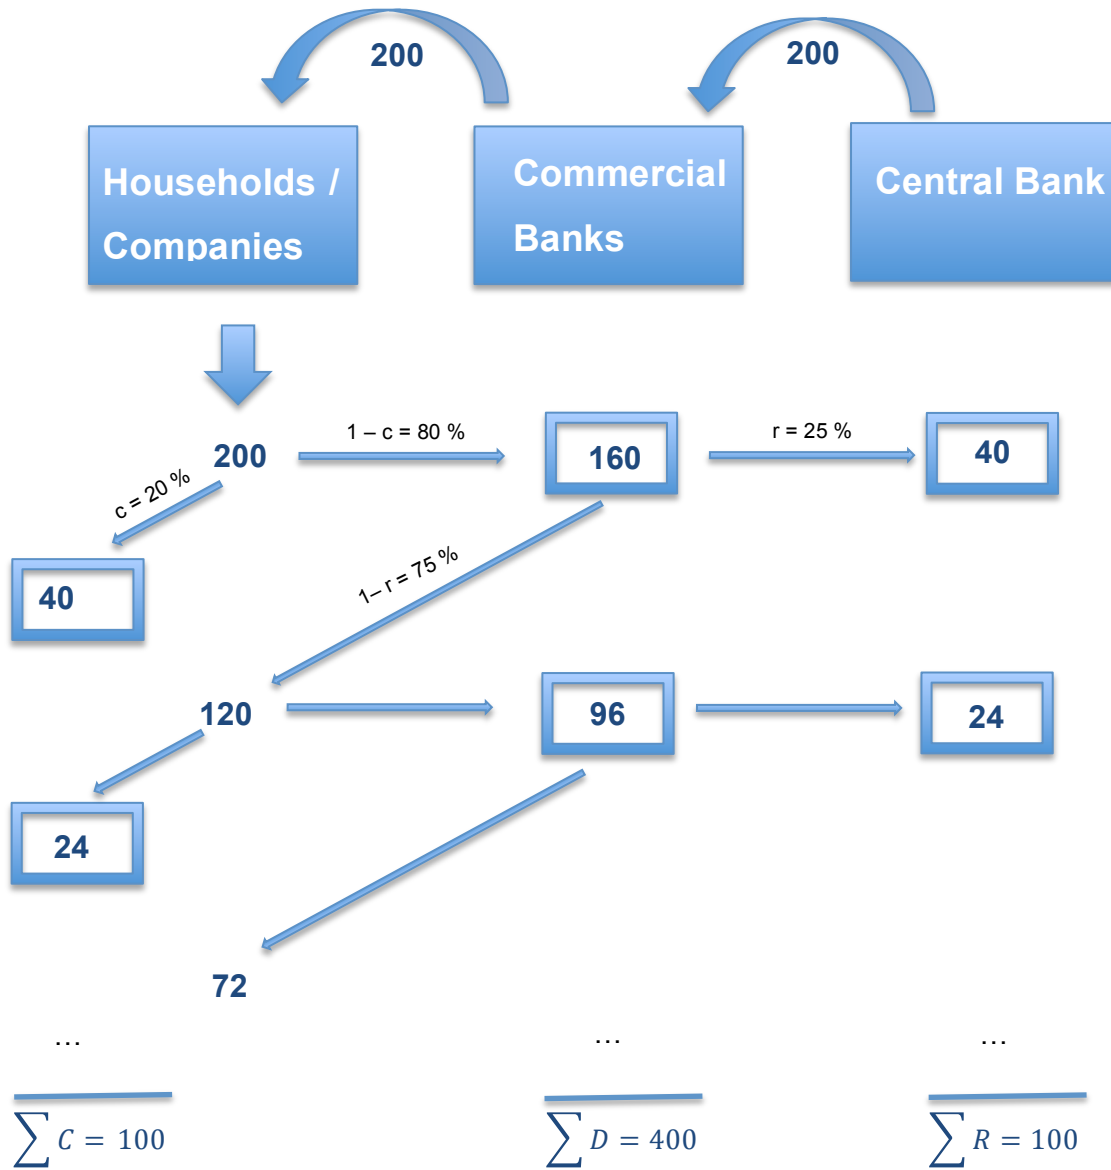 200
200
Households /
Companies
Commercial
Banks
Central Bank
200
1 – c = 80 %
160
r = 25 %
40
c = 20 %
40
1– r = 75 %
120
96
24
24
72
…
…
…
∑ C = 100
∑ D = 400
∑ R = 100